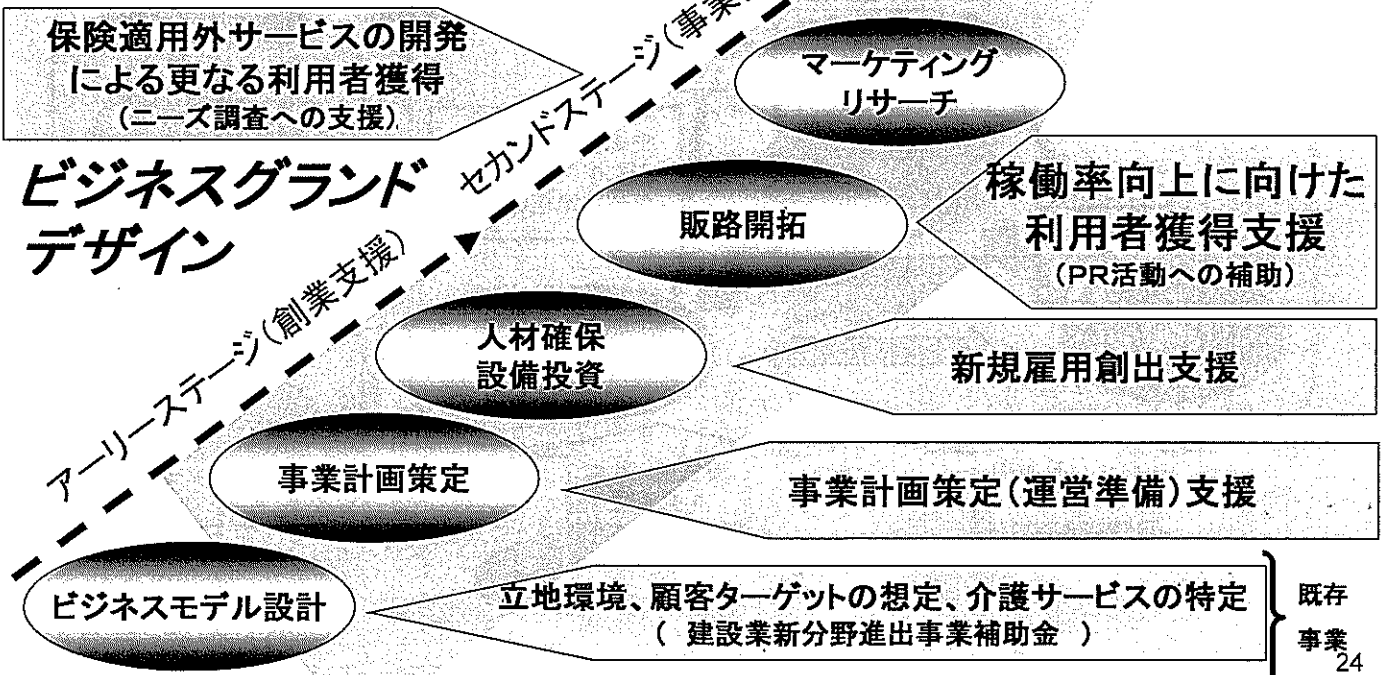 保険適用外サービスの開発
による更なる利用者獲得
(ニーズ調査への支援)
ビジネスグランド
デザイン
セカンドステージ(事業
アーリーステージ(創業支援)
マーケティング
リサーチ
販路開拓
稼働率向上に向けた
利用者獲得支援
(PR活動への補助)
人材確保
設備投資
新規雇用創出支援
事業計画策定
事業計画策定(運営準備)支援
ビジネスモデル設計
立地環境、顧客ターゲットの想定、介護サービスの特定
( 建設業新分野進出事業補助金 )
既存
事業
24